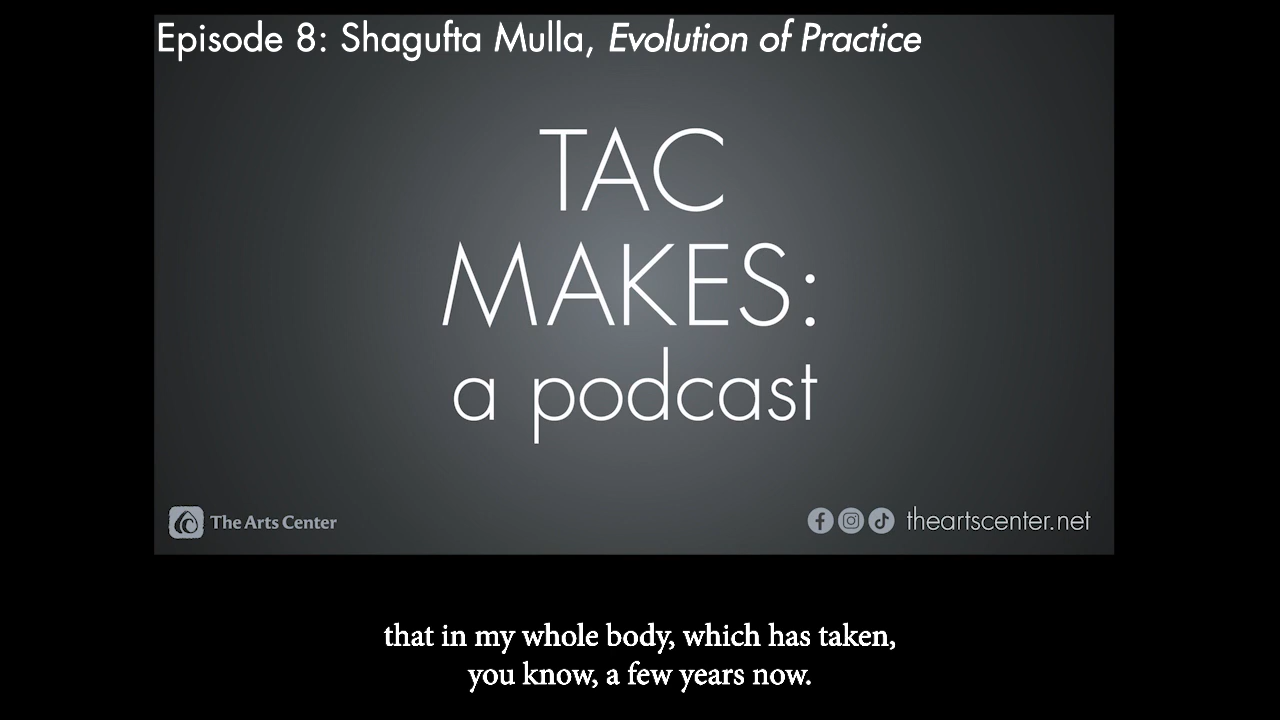 Episode 8: Shagufta Mulla, Evolution of Practice
TAC
MAKES:
a podcast
The Arts Center
theartscenter.net
that in my whole body, which has taken,
you know, a few years now.